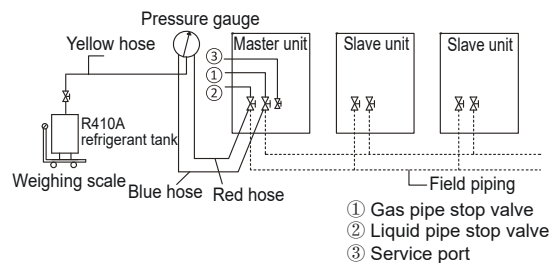 Pressure gauge
Yellow hose
Master unit
Slave unit
Slave unit
③
①
②
R410A
refrigerant tank
Weighing scale
Blue hose
Red hose
Field piping
① Gas pipe stop valve
② Liquid pipe stop valve
③ Service port